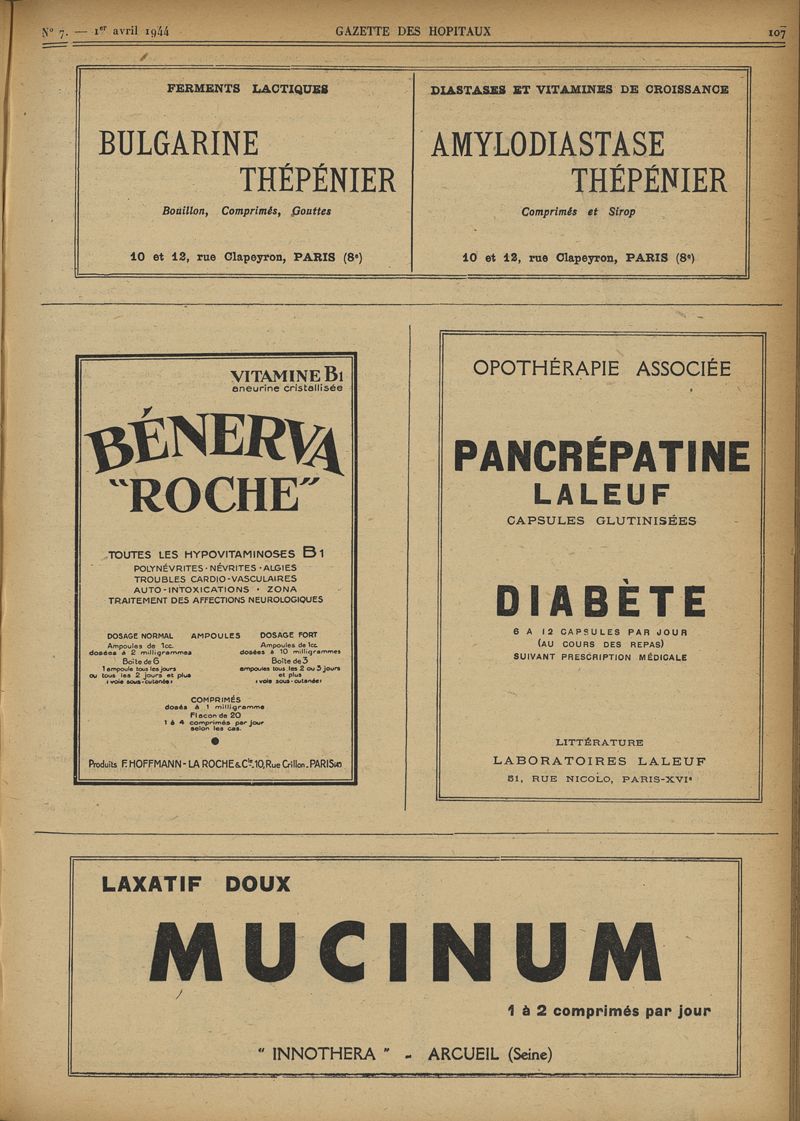 N° 7. — 1er avril 1944
GAZETTE DES HOPITAUX
107
FERMENTS LACTIQUES
BULGARINE
THÉPÉNIER
Bouillon, Comprimés, Gouttes
10 et 12, rue Clapeyron, PARIS (8e)
DIASTASES ET VITAMINES DE CROISSANCE
AMYLODIASTASE
THÉPÉNIER
Comprimés et Sirop
10 et 12, rue Clapeyron, PARIS (8e)
VITAMINE B1
aneurine cristallisée
BÉNERVA
"ROCHE"
TOUTES LES HYPOVITAMINOSES B1
POLYNÉVRITES · NÉVRITES · ALGIES
TROUBLES CARDIO-VASCULAIRES
AUTO-INTOXICATIONS · ZONA
TRAITEMENT DES AFFECTIONS NEUROLOGIQUES
DOSAGE NORMAL AMPOULES DOSAGE FORT
Ampoules de 1cc.
dosées à 2 milligrammes
Boîte de 6
1 ampoule tous les jours
ou tous les 2 jours et plus
(voie sous-cutanée)
Ampoules de 1cc
dosées à 10 milligrammes
Boîte de 3
ampoules tous les 2 ou 3 jours
et plus
(voie sous-cutanée)
COMPRIMÉS
dosés à 1 milligramme
Flacon de 20
1 à 4 comprimés par jour
selon les cas.
Produits F. HOFFMANN-LA ROCHE & Cie. 10, Rue Crillon. PARIS
OPOTHÉRAPIE ASSOCIÉE
PANCRÉPATINE
LALEUF
CAPSULES GLUTINISÉES
DIABÈTE
6 A 12 CAPSULES PAR JOUR
(AU COURS DES REPAS)
SUIVANT PRESCRIPTION MÉDICALE
LITTÉRATURE
LABORATOIRES LALEUF
51, RUE NICOLO, PARIS-XVIe
LAXATIF DOUX
MUCINUM
1 à 2 comprimés par jour
" INNOTHERA " - ARCUEIL (Seine)